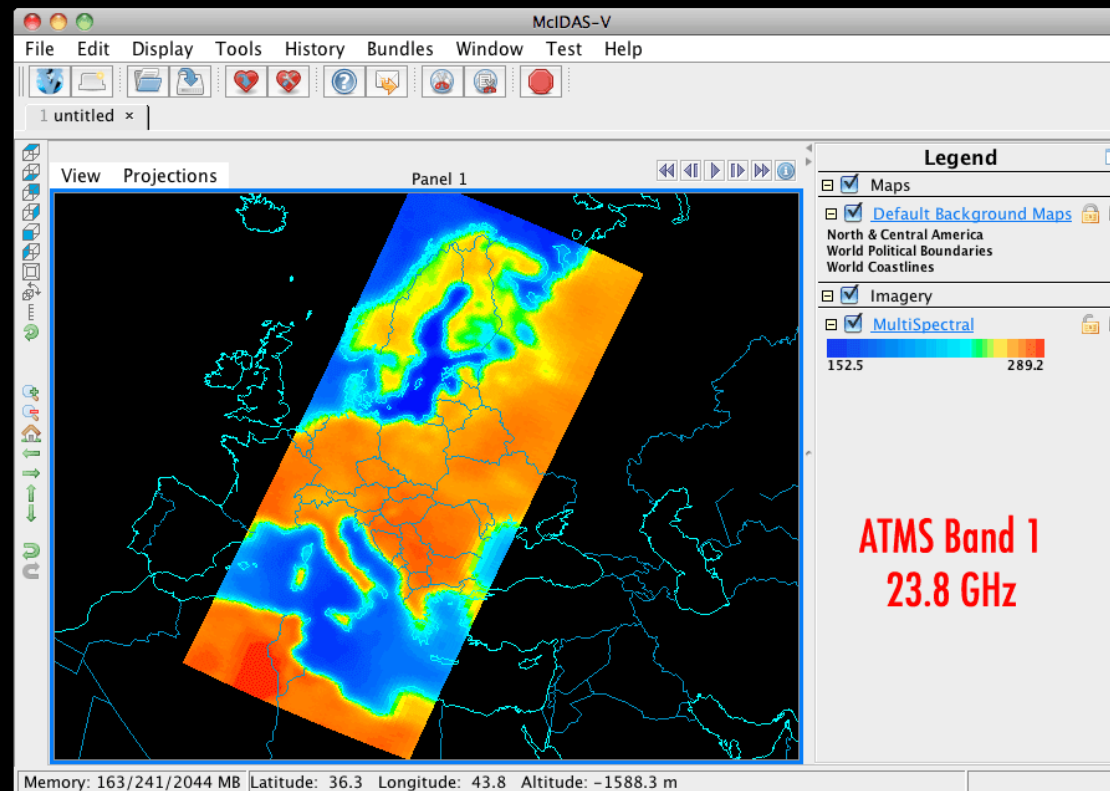 McIDAS-V
File Edit Display Tools History Bundles Window Test Help
1 untitled ×
View Projections
Panel 1
Legend
Maps
Default Background Maps
North & Central America
World Political Boundaries
World Coastlines
Imagery
MultiSpectral
152.5 289.2
ATMS Band 1
23.8 GHz
Memory: 163/241/2044 MB Latitude: 36.3 Longitude: 43.8 Altitude: -1588.3 m